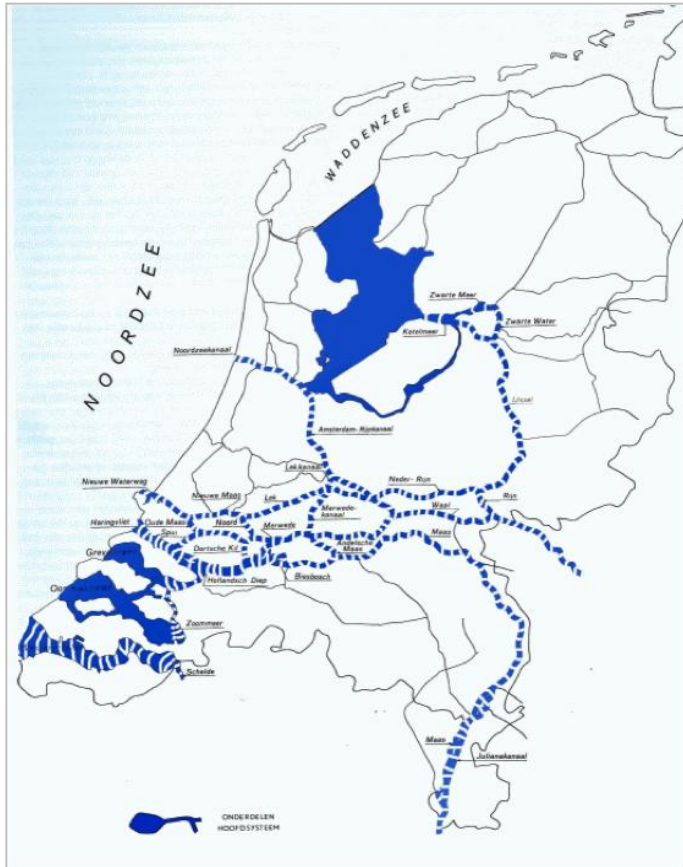 WADDENZEE
NOORDZEE
Zwarte Meer
Ketelmeer
Zwarte Water
Noordzeekanaal
IJssel
Amsterdam-Rijnkanaal
Lekkanaal
Nieuwe Waterweg
Neder-Rijn
Nieuwe Maas
Lek
Merwede-
kanaal
Waal
Rijn
Haringvliet
Oude Maas
Noord
Merwede
Maas
Spui
Dortsche Kil
Andelsche
Maas
Hollandsch Diep
Biesbosch
Zoommeer
Schelde
Maas
Julianakanaal
ONDERDELEN
HOOFDSYSTEEM